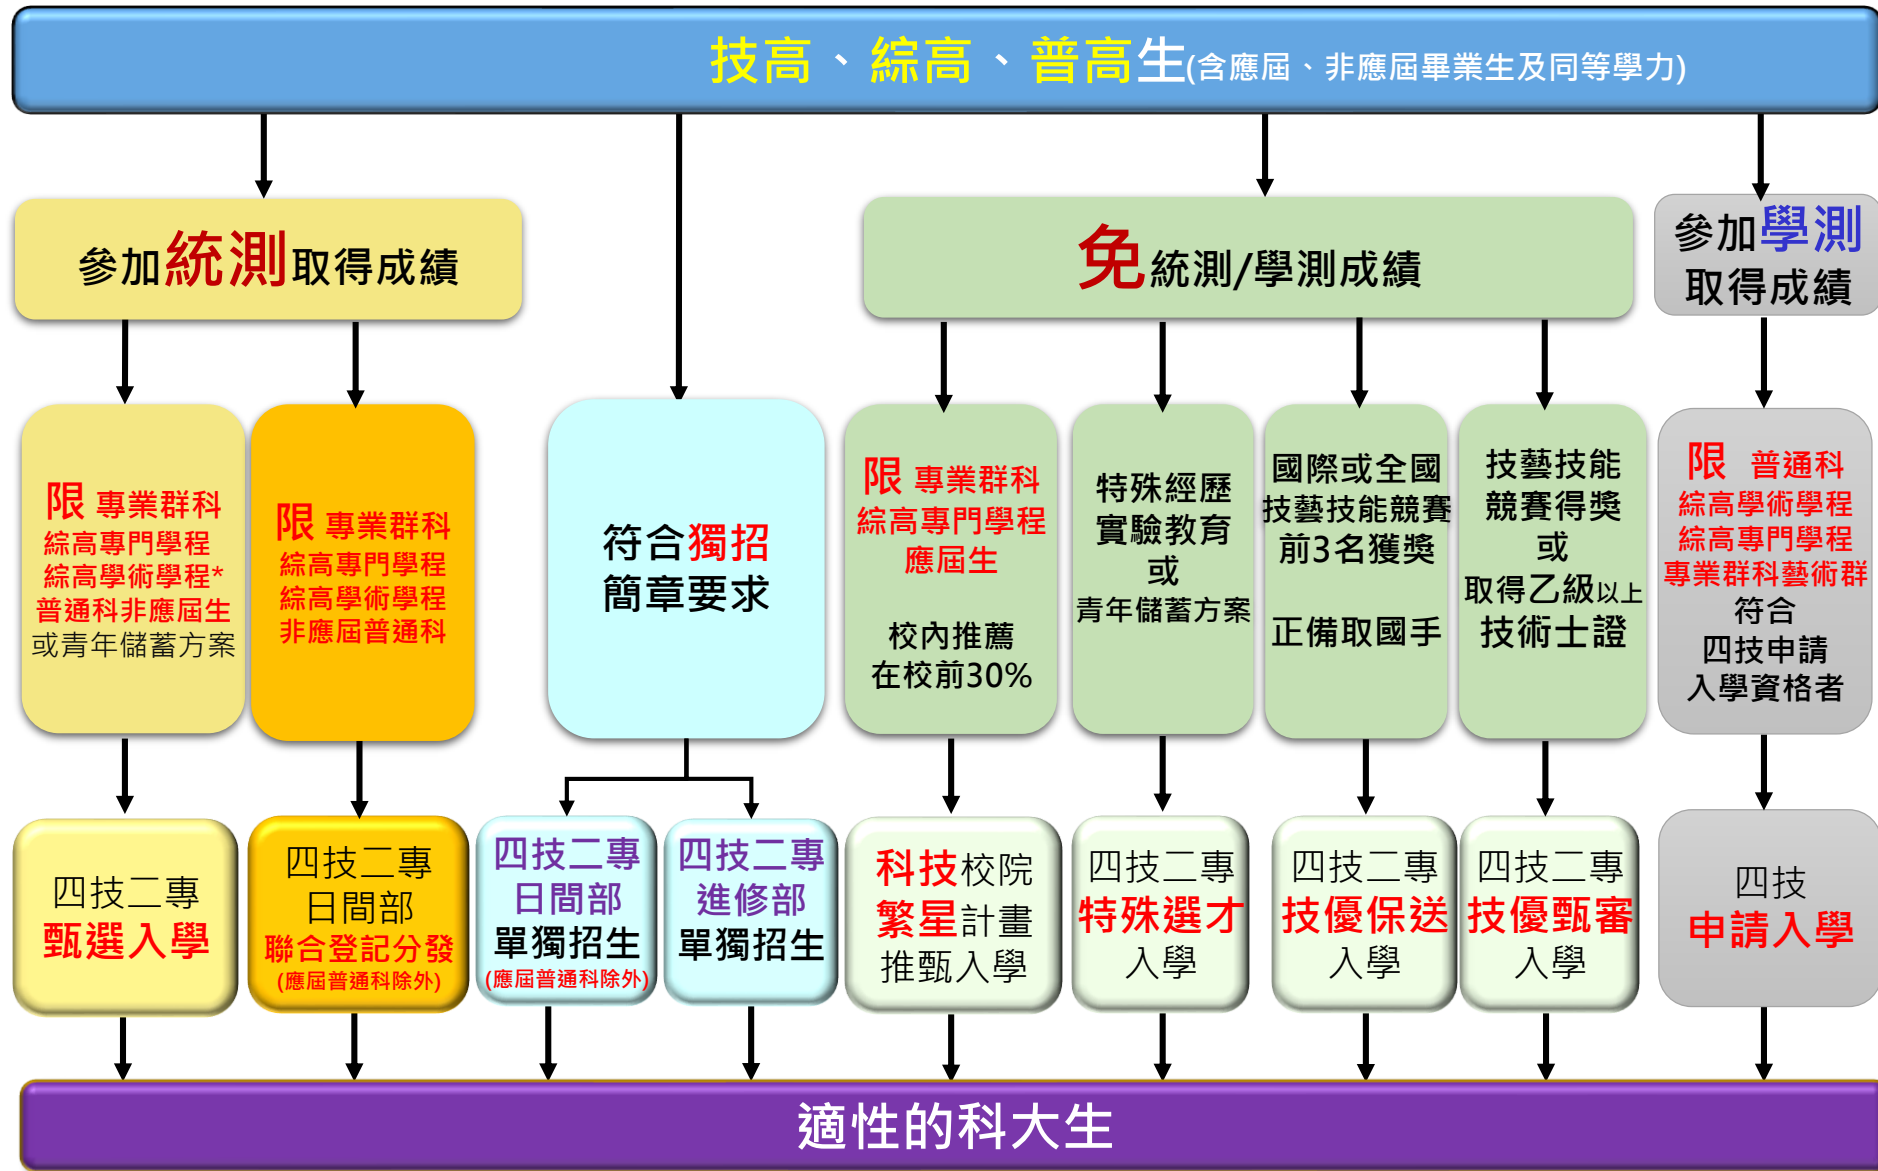 技高、綜高、普高生(含應屆、非應屆畢業生及同等學力)
參加統測取得成績
免統測/學測成績
參加學測
取得成績
限 專業群科
綜高專門學程
綜高學術學程*
普通科非應屆生
或青年儲蓄方案
限 專業群科
綜高專門學程
綜高學術學程
非應屆普通科
符合獨招
簡章要求
限 專業群科
綜高專門學程
應屆生
校內推薦
在校前30%
特殊經歷
實驗教育
或
青年儲蓄方案
國際或全國
技藝技能競賽
前3名獲獎
正備取國手
技藝技能
競賽得獎
或
取得乙級以上
技術士證
限 普通科
綜高學術學程
綜高專門學程
專業群科藝術群
符合
四技申請
入學資格者
四技二專
甄選入學
四技二專
日間部
聯合登記分發
(應屆普通科除外)
四技二專
日間部
單獨招生
(應屆普通科除外)
四技二專
進修部
單獨招生
科技校院
繁星計畫
推甄入學
四技二專
特殊選才
入學
四技二專
技優保送
入學
四技二專
技優甄審
入學
四技
申請入學
適性的科大生